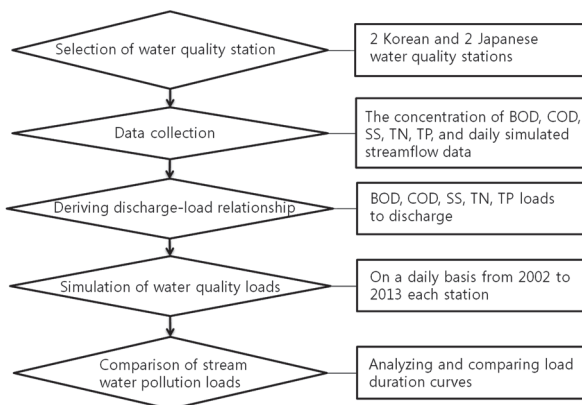 Selection of water quality station
2 Korean and 2 Japanese
water quality stations
Data collection
The concentration of BOD, COD,
SS, TN, TP, and daily simulated
streamflow data
Deriving discharge-load relationship
BOD, COD, SS, TN, TP loads
to discharge
Simulation of water quality loads
On a daily basis from 2002 to
2013 each station
Comparison of stream
water pollution loads
Analyzing and comparing load
duration curves